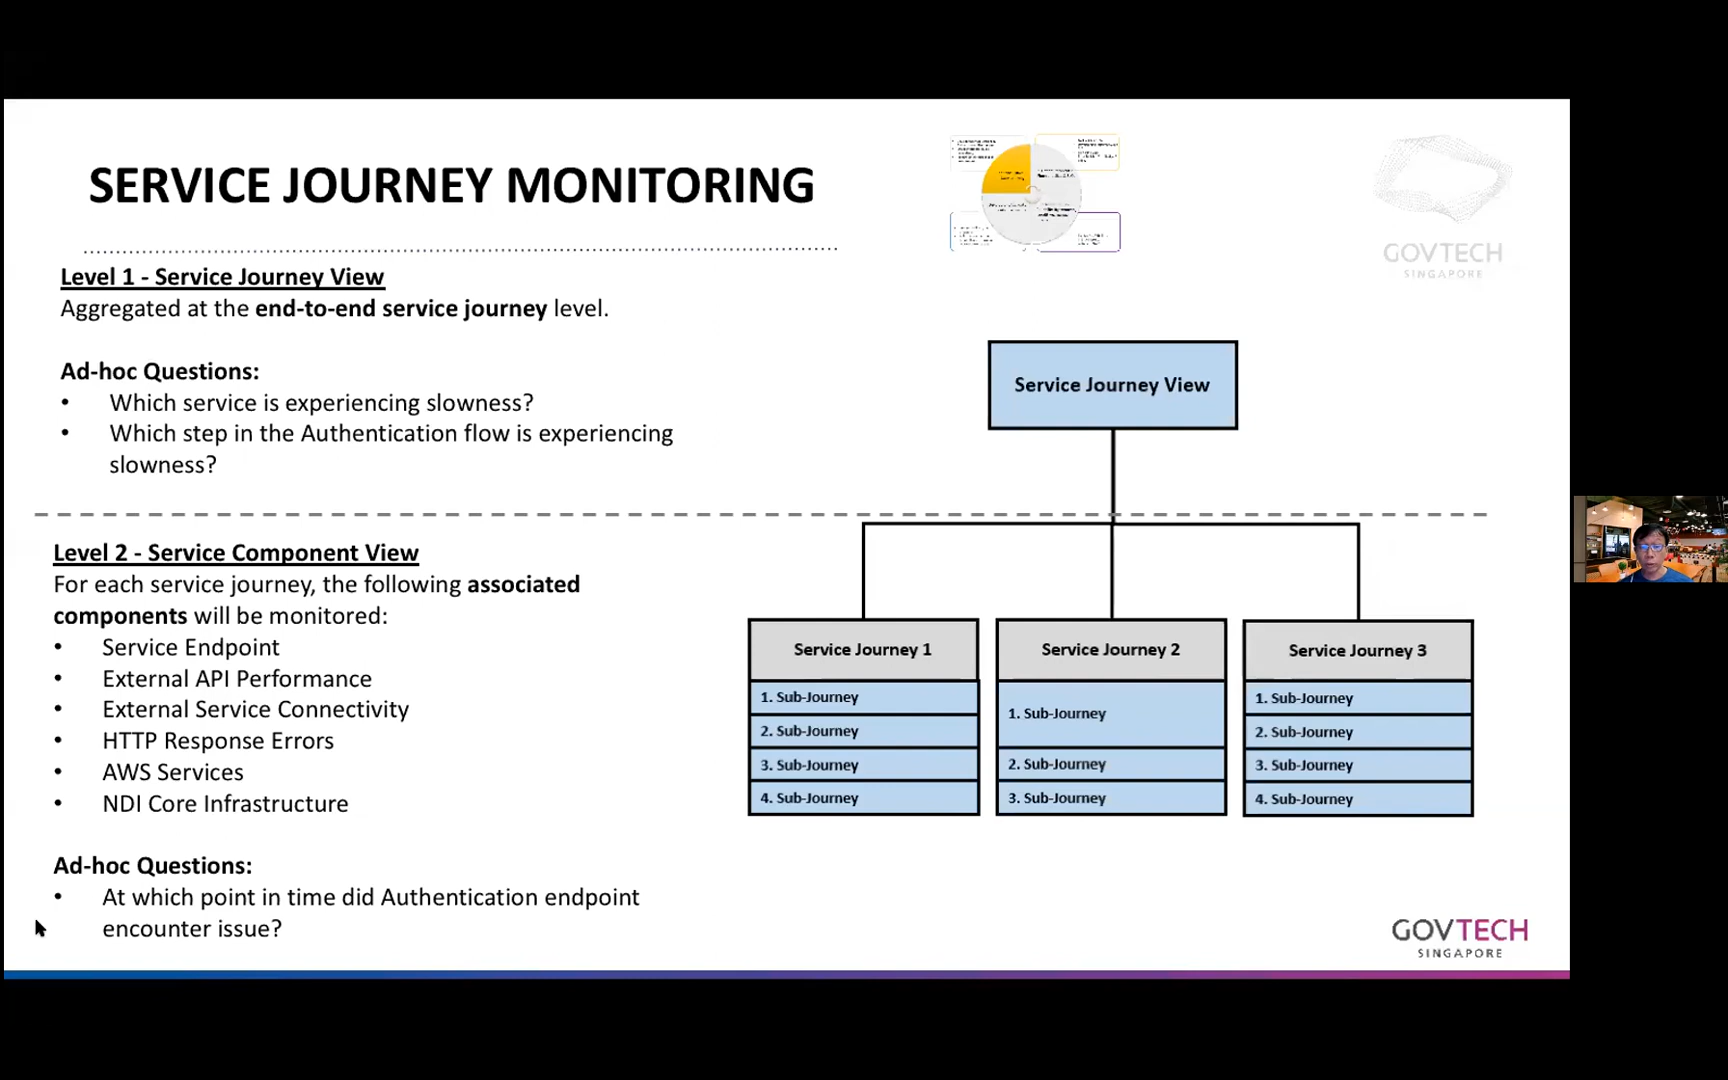 SERVICE JOURNEY MONITORING
GOVTECH
SINGAPORE
Level 1 - Service Journey View
Aggregated at the end-to-end service journey level.
Ad-hoc Questions:
• Which service is experiencing slowness?
• Which step in the Authentication flow is experiencing
slowness?
Service Journey View
Level 2 - Service Component View
For each service journey, the following associated
components will be monitored:
• Service Endpoint
• External API Performance
• External Service Connectivity
• HTTP Response Errors
• AWS Services
• NDI Core Infrastructure
Ad-hoc Questions:
• At which point in time did Authentication endpoint
encounter issue?
Service Journey 1
1. Sub-Journey
2. Sub-Journey
3. Sub-Journey
4. Sub-Journey
Service Journey 2
1. Sub-Journey
2. Sub-Journey
3. Sub-Journey
Service Journey 3
1. Sub-Journey
2. Sub-Journey
3. Sub-Journey
4. Sub-Journey
GOVTECH
SINGAPORE